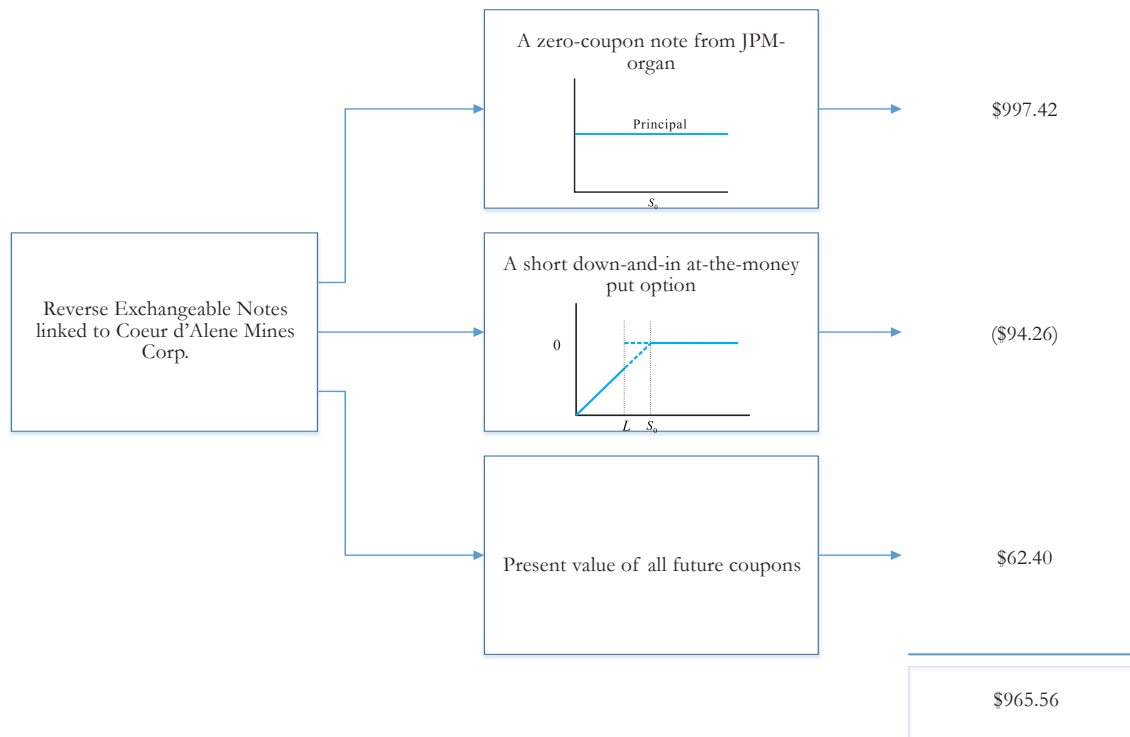 A zero-coupon note from JPM-
organ
Principal
S₀
$997.42
Reverse Exchangeable Notes
linked to Coeur d’Alene Mines
Corp.
A short down-and-in at-the-money
put option
0
L S₀
($94.26)
Present value of all future coupons
$62.40
$965.56